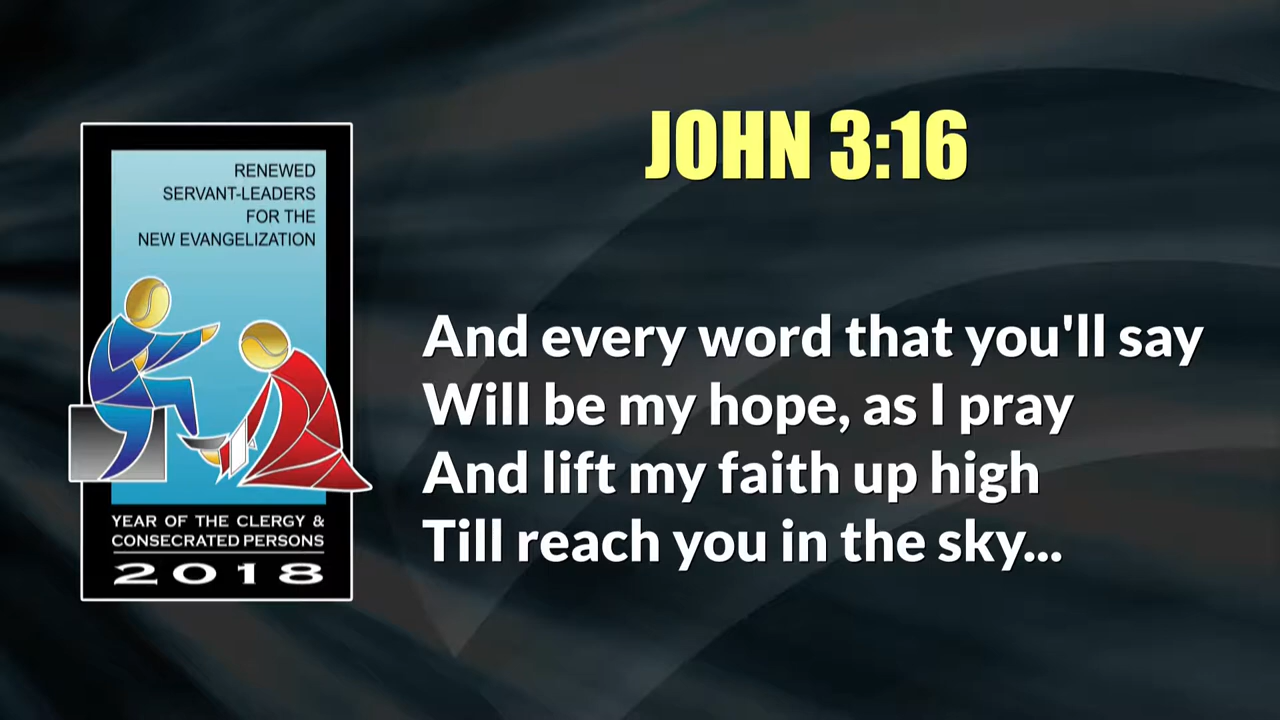 RENEWED
SERVANT-LEADERS
FOR THE
NEW EVANGELIZATION
YEAR OF THE CLERGY &
CONSECRATED PERSONS
2018
JOHN 3:16
And every word that you'll say
Will be my hope, as I pray
And lift my faith up high
Till reach you in the sky...